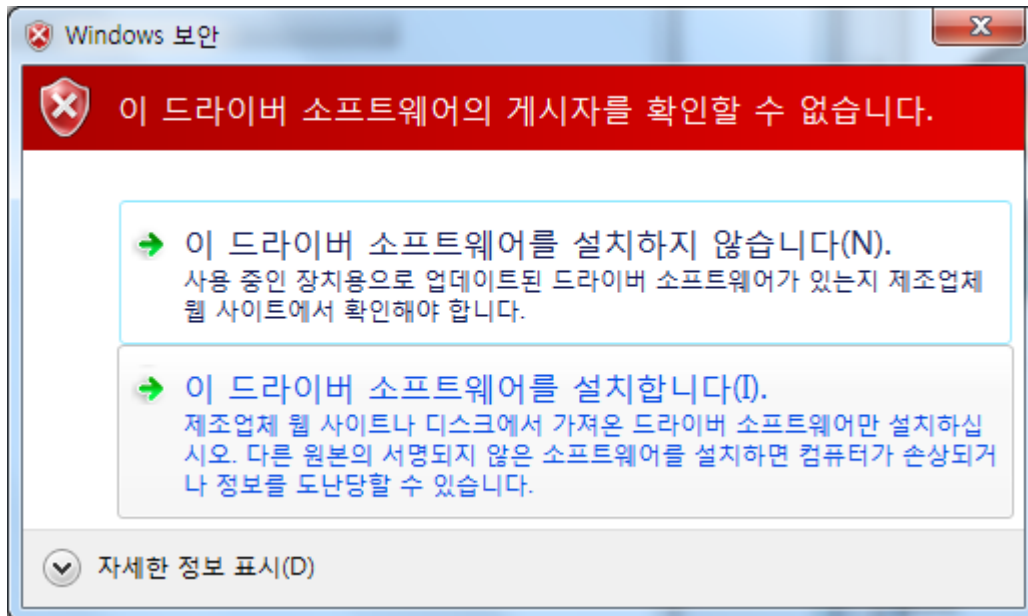 Windows 보안
이 드라이버 소프트웨어의 게시자를 확인할 수 없습니다.
이 드라이버 소프트웨어를 설치하지 않습니다(N).
사용 중인 장치용으로 업데이트된 드라이버 소프트웨어가 있는지 제조업체
웹 사이트에서 확인해야 합니다.
이 드라이버 소프트웨어를 설치합니다(I).
제조업체 웹 사이트나 디스크에서 가져온 드라이버 소프트웨어만 설치하십
시오. 다른 원본의 서명되지 않은 소프트웨어를 설치하면 컴퓨터가 손상되거
나 정보를 도난당할 수 있습니다.
자세한 정보 표시(D)